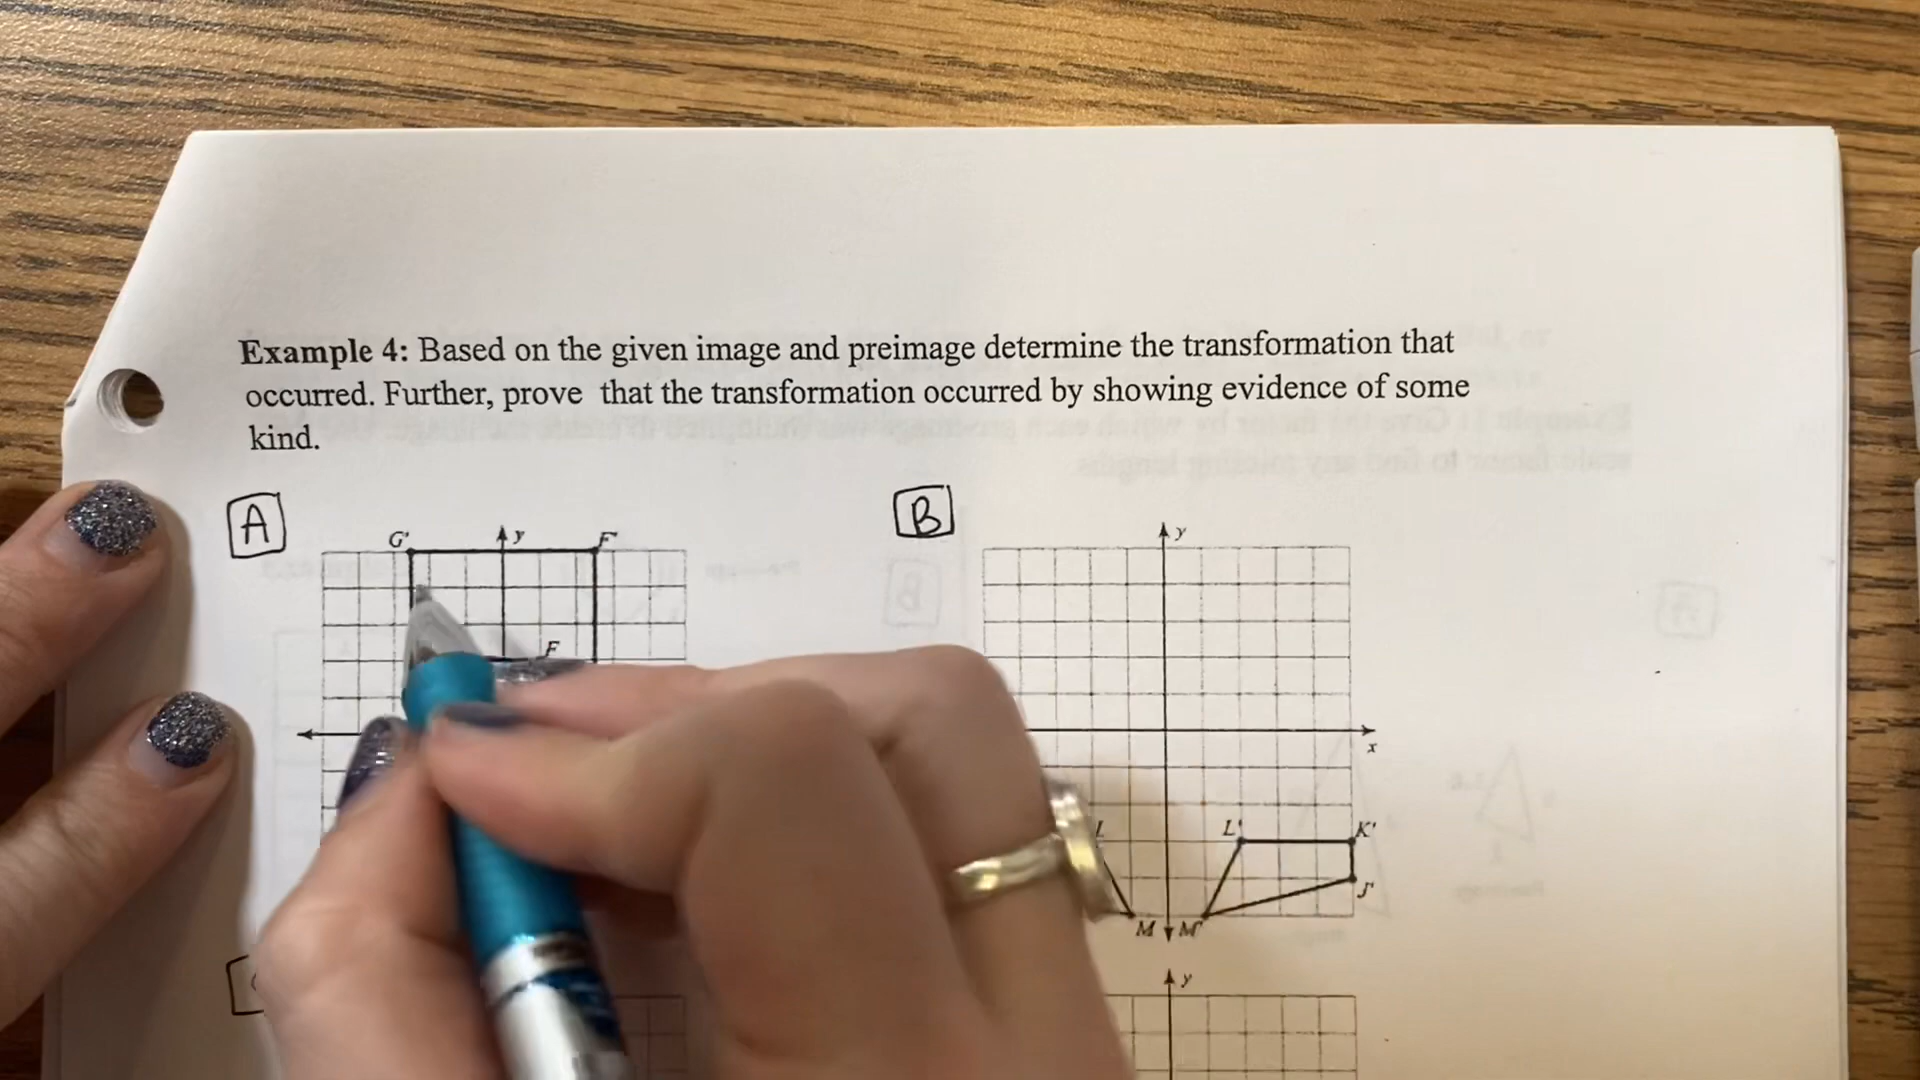 Example 4: Based on the given image and preimage determine the transformation that
occurred. Further, prove that the transformation occurred by showing evidence of some
kind.
A
B
G' y F'
y
F
x
L L' K'
J'
M M'
y